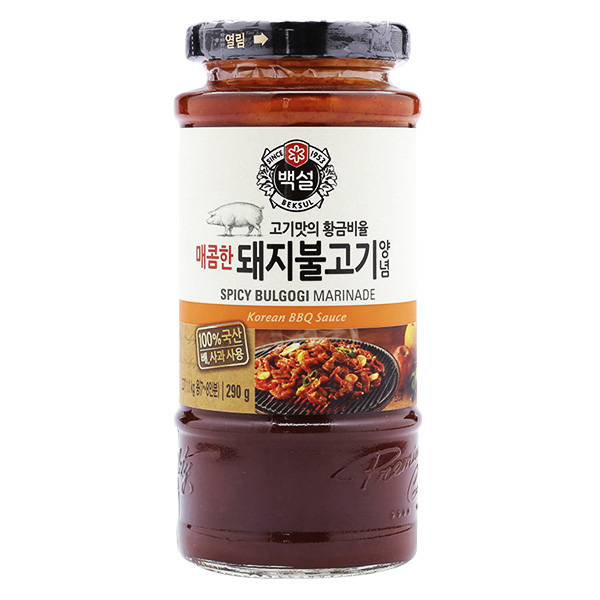 열림
SINCE 1953
백설
BEKSUL
고기맛의 황금비율
매콤한 돼지불고기 양념
SPICY BULGOGI MARINADE
Korean BBQ Sauce
100% 국산
배, 사과 사용
290 g
Premium